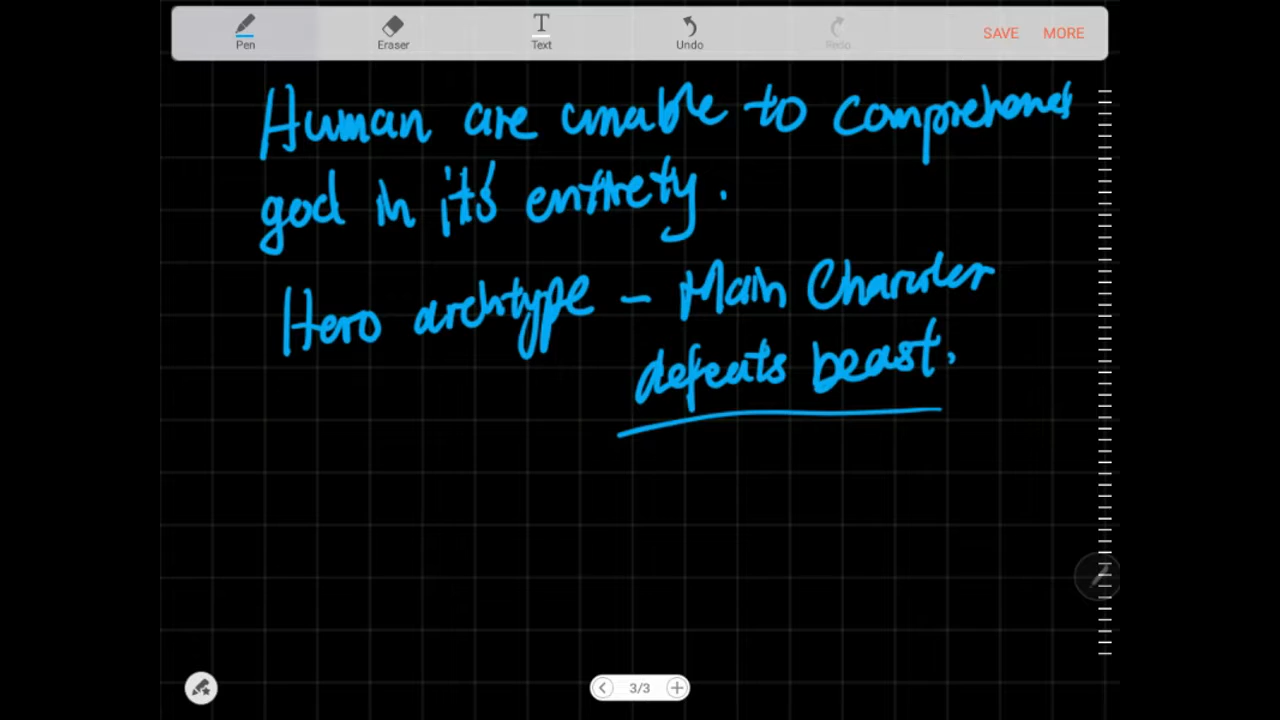 Pen Eraser Text Undo Redo SAVE MORE
Human are unable to comprehend
god in it's entirety.
Hero archtype - Main Character
defeats beast.
3/3